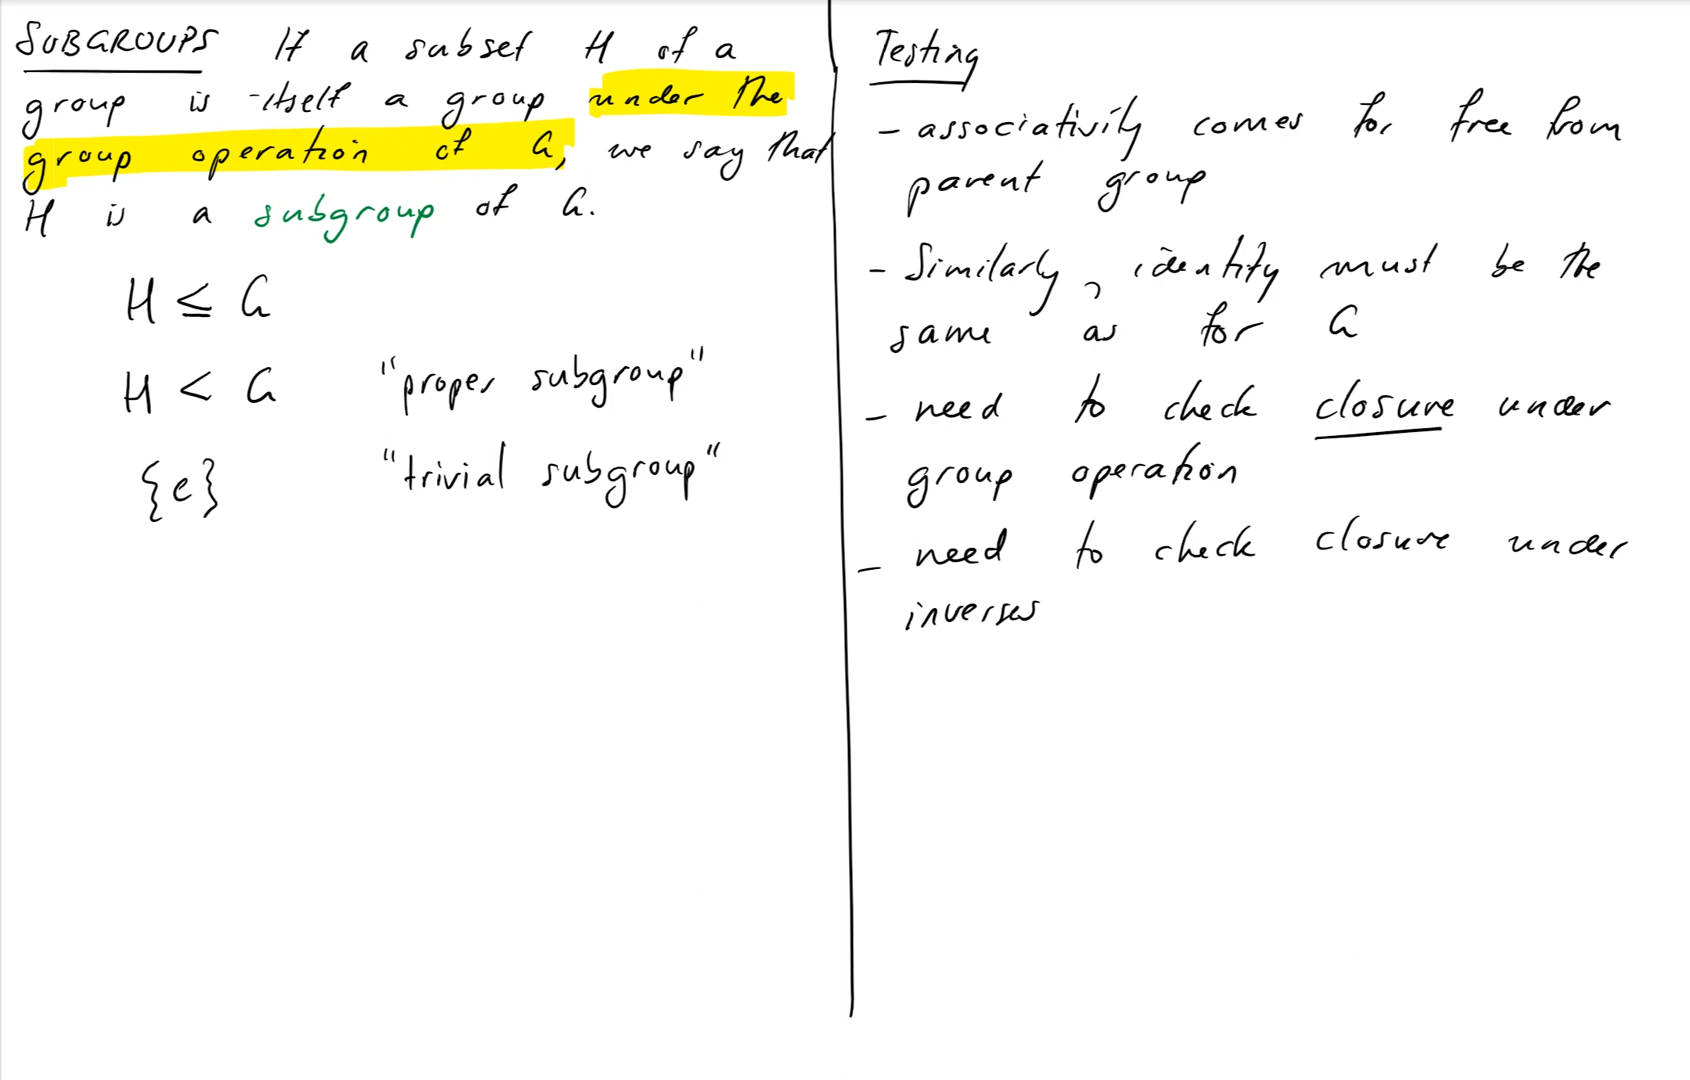 SUBGROUPS If a subset H of a
group is itself a group under the
group operation of G, we say that
H is a subgroup of G.
H ≤ G
H < G "proper subgroup"
{e} "trivial subgroup"
Testing
- associativity comes for free from
parent group
- Similarly, identity must be the
same as for G
- need to check closure under
group operation
- need to check closure under
inverses